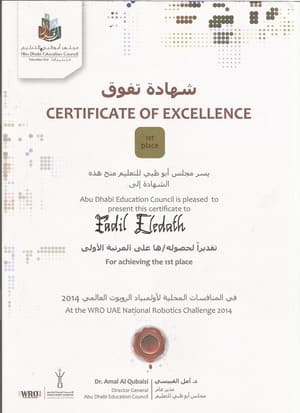 مجلس أبوظبي للتعليم
Abu Dhabi Education Council
شهادة تفوق
CERTIFICATE OF EXCELLENCE
1ST
place
يسر مجلس أبو ظبي للتعليم منح هذه
الشهادة إلى
Abu Dhabi Education Council is pleased to
present this certificate to
Fadil Eledath
تقديراً لحصوله/ها على المرتبة الأولى
For achieving the 1st place
في المنافسات المحلية لأولمبياد الروبوت العالمي 2014
At the WRO UAE National Robotics Challenge 2014
Dr. Amal Al Qubaisi
Director General
Abu Dhabi Education Council
د. أمل القبيسي
مدير عام
مجلس أبوظبي للتعليم
WRO